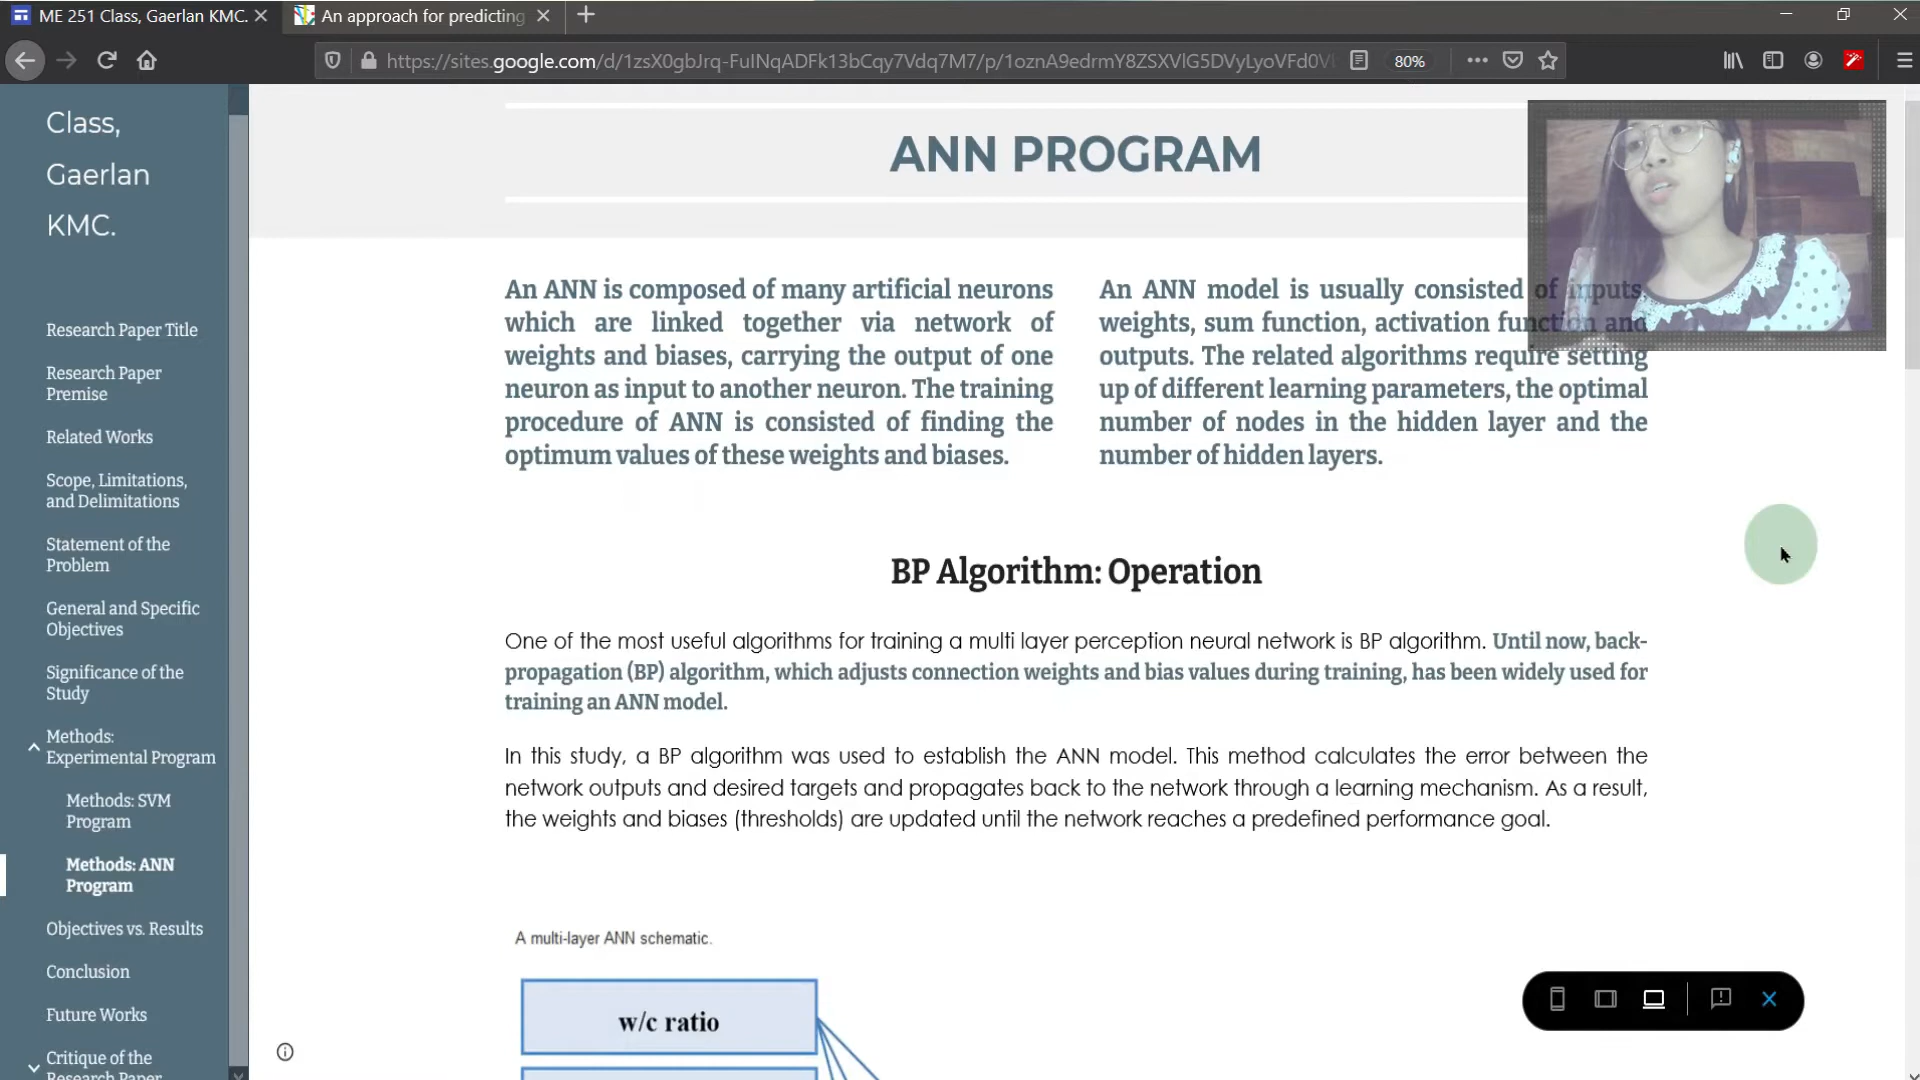 ME 251 Class, Gaerlan KMC.
An approach for predicting
80%
Class,
Gaerlan
KMC.
Research Paper Title
Research Paper
Premise
Related Works
Scope, Limitations,
and Delimitations
Statement of the
Problem
General and Specific
Objectives
Significance of the
Study
Methods:
Experimental Program
Methods: SVM
Program
Methods: ANN
Program
Objectives vs. Results
Conclusion
Future Works
Critique of the
Research Paper
ANN PROGRAM
An ANN is composed of many artificial neurons
which are linked together via network of
weights and biases, carrying the output of one
neuron as input to another neuron. The training
procedure of ANN is consisted of finding the
optimum values of these weights and biases.
An ANN model is usually consisted of inputs,
weights, sum function, activation function and
outputs. The related algorithms require setting
up of different learning parameters, the optimal
number of nodes in the hidden layer and the
number of hidden layers.
BP Algorithm: Operation
One of the most useful algorithms for training a multi layer perception neural network is BP algorithm. Until now, back-
propagation (BP) algorithm, which adjusts connection weights and bias values during training, has been widely used for
training an ANN model.
In this study, a BP algorithm was used to establish the ANN model. This method calculates the error between the
network outputs and desired targets and propagates back to the network through a learning mechanism. As a result,
the weights and biases (thresholds) are updated until the network reaches a predefined performance goal.
A multi-layer ANN schematic.
w/c ratio